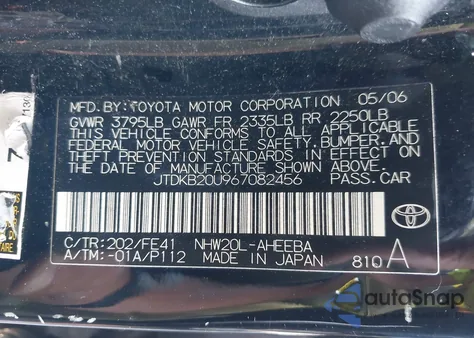 MFD.BY:TOYOTA MOTOR CORPORATION 05/06
GVWR 3795LB GAWR FR 2335LB RR 2250LB
THIS VEHICLE CONFORMS TO ALL APPLICABLE
FEDERAL MOTOR VEHICLE SAFETY,BUMPER,AND
THEFT PREVENTION STANDARDS IN EFFECT ON
THE DATE OF MANUFACTURE SHOWN ABOVE.
JTDKB20U967082456 PASS.CAR
TOYOTA
C/TR:202/FE41 NHW20L-AHEEBA
A/TM:-01A/P112 MADE IN JAPAN 810A
autoSnap